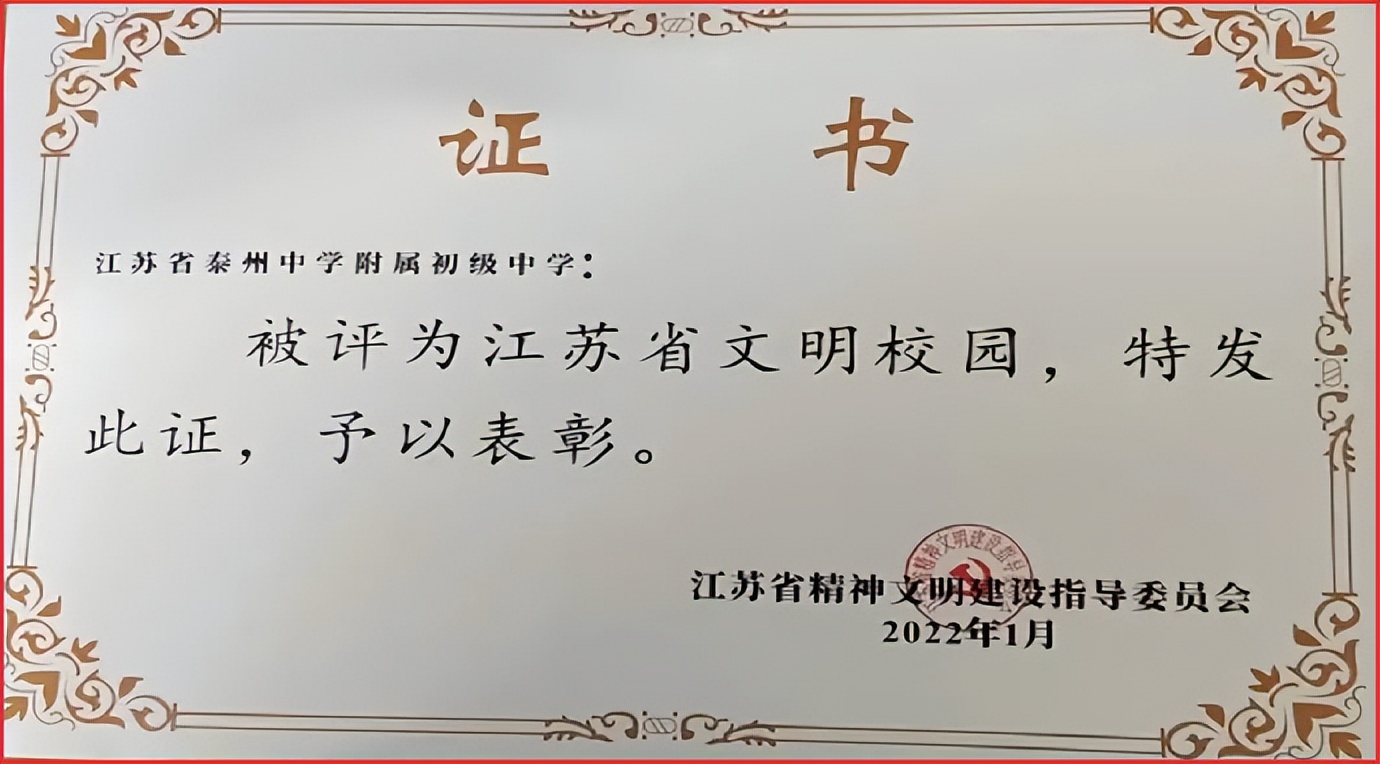 证书
江苏省泰州中学附属初级中学：
被评为江苏省文明校园，特发
此证，予以表彰。
江苏省精神文明建设指导委员会
2022年1月